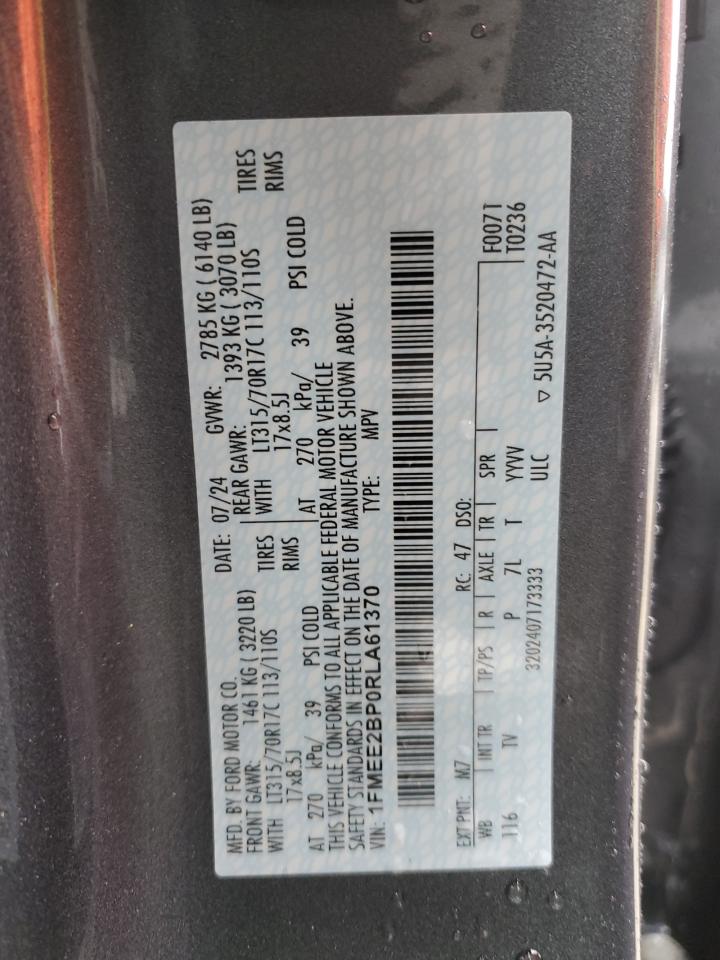 MFD. BY FORD MOTOR CO. DATE: 07/24 GVWR: 2785 KG ( 6140 LB)
FRONT GAWR: 1461 KG ( 3220 LB) REAR GAWR: 1393 KG ( 3070 LB)
WITH LT315/70R17C 113/110S TIRES WITH LT315/70R17C 113/110S TIRES
17x8.5J RIMS 17x8.5J RIMS
AT 270 kPa/ 39 PSI COLD AT 270 kPa/ 39 PSI COLD
THIS VEHICLE CONFORMS TO ALL APPLICABLE FEDERAL MOTOR VEHICLE
SAFETY STANDARDS IN EFFECT ON THE DATE OF MANUFACTURE SHOWN ABOVE.
VIN: 1FMEE2BP0RLA61370 TYPE: MPV
EXT PNT: M7 RC: 47 DSO:
WB INT TR TP/PS R AXLE TR SPR F0071
116 TV P 7L T YYVV T0236
3202407173333 ULC
▽ 5U5A-3520472-AA